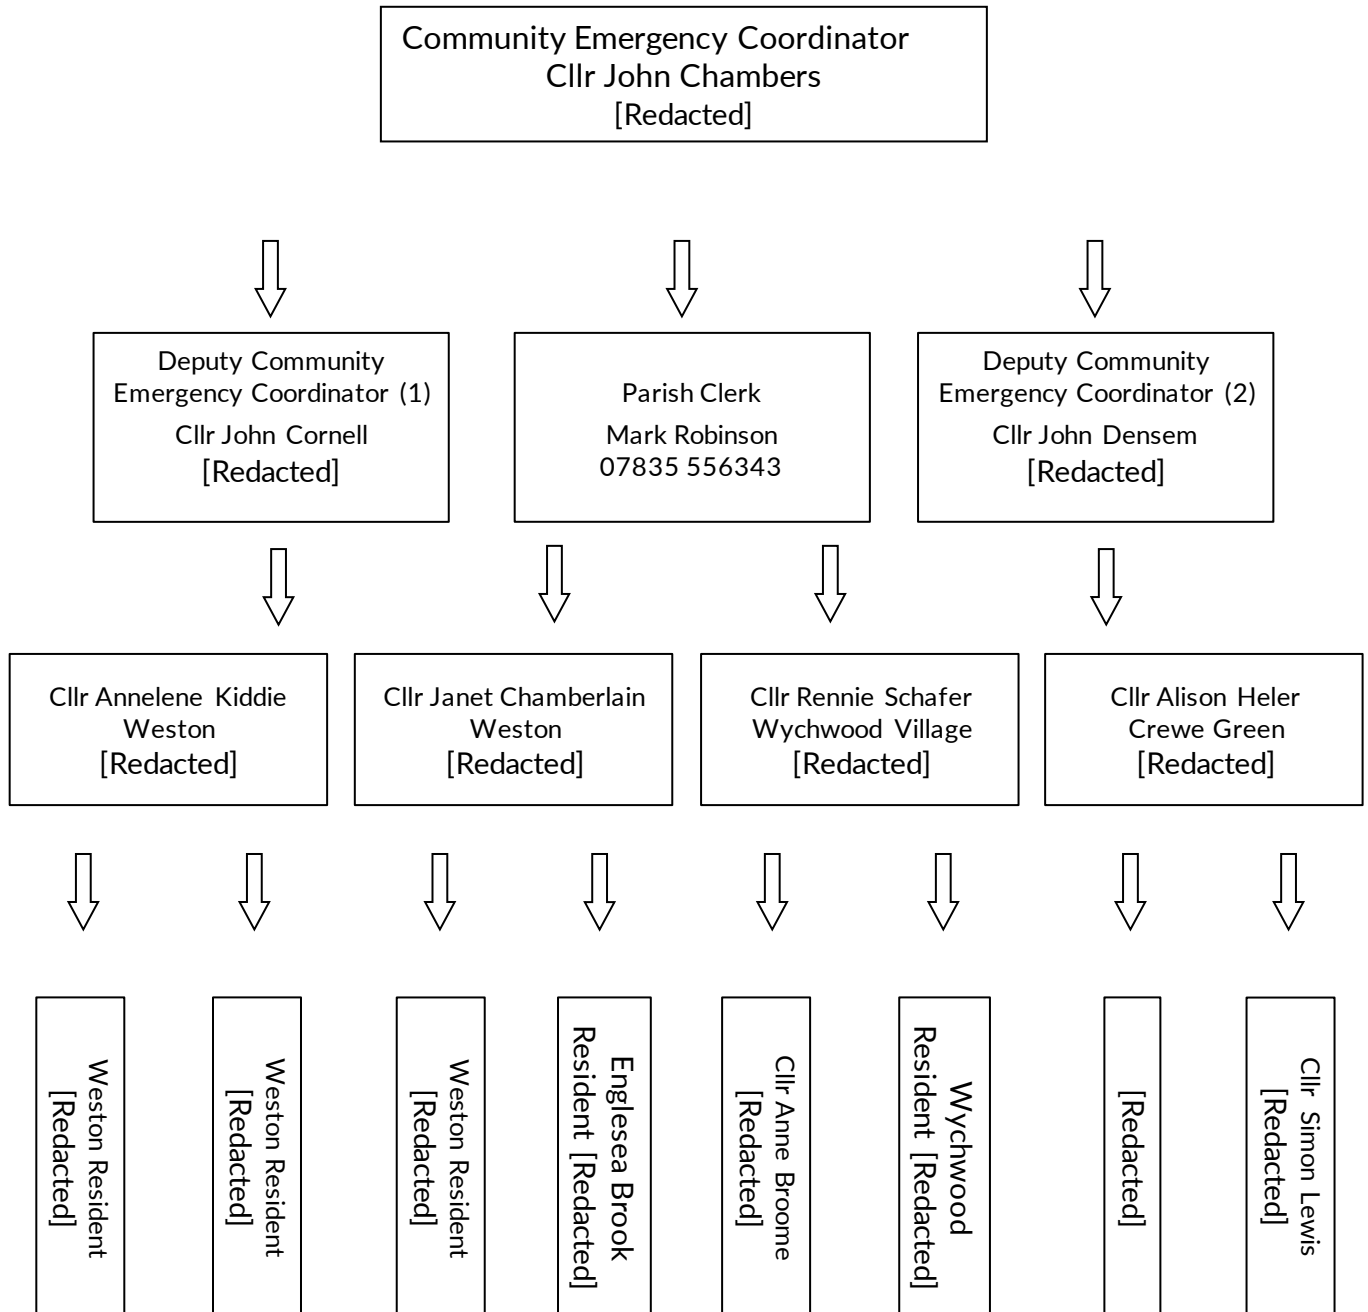 Community Emergency Coordinator
Cllr John Chambers
[Redacted]
Deputy Community
Emergency Coordinator (1)
Cllr John Cornell
[Redacted]
Parish Clerk
Mark Robinson
07835 556343
Deputy Community
Emergency Coordinator (2)
Cllr John Densem
[Redacted]
Cllr Annelene Kiddie
Weston
[Redacted]
Cllr Janet Chamberlain
Weston
[Redacted]
Cllr Rennie Schafer
Wychwood Village
[Redacted]
Cllr Alison Heler
Crewe Green
[Redacted]
Weston Resident
[Redacted]
Weston Resident
[Redacted]
Weston Resident
[Redacted]
Englesea Brook
Resident [Redacted]
Cllr Anne Broome
[Redacted]
Wychwood
Resident [Redacted]
[Redacted]
Cllr Simon Lewis
[Redacted]